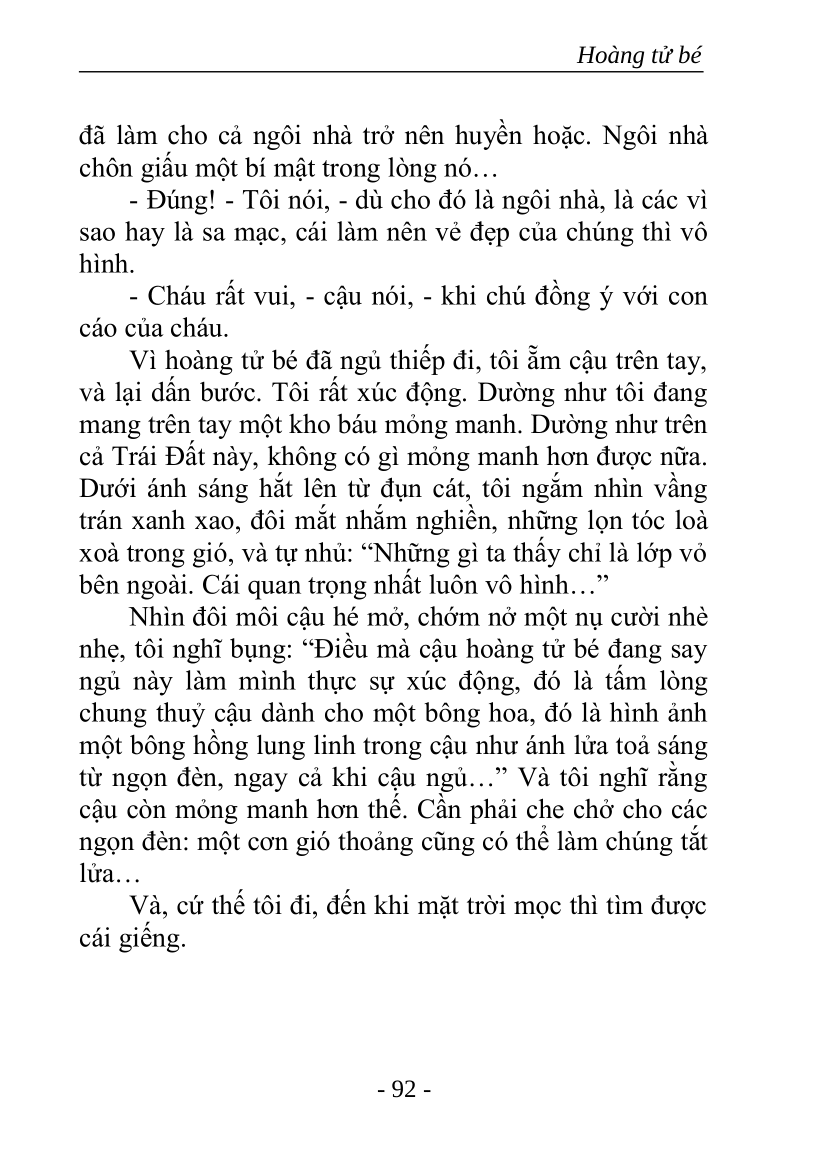 Hoàng tử bé
đã làm cho cả ngôi nhà trở nên huyền hoặc. Ngôi nhà
chôn giấu một bí mật trong lòng nó…
- Đúng! - Tôi nói, - dù cho đó là ngôi nhà, là các vì
sao hay là sa mạc, cái làm nên vẻ đẹp của chúng thì vô
hình.
- Cháu rất vui, - cậu nói, - khi chú đồng ý với con
cáo của cháu.
Vì hoàng tử bé đã ngủ thiếp đi, tôi ẵm cậu trên tay,
và lại dấn bước. Tôi rất xúc động. Dường như tôi đang
mang trên tay một kho báu mỏng manh. Dường như trên
cả Trái Đất này, không có gì mỏng manh hơn được nữa.
Dưới ánh sáng hắt lên từ đụn cát, tôi ngắm nhìn vầng
trán xanh xao, đôi mắt nhắm nghiền, những lọn tóc loà
xoà trong gió, và tự nhủ: “Những gì ta thấy chỉ là lớp vỏ
bên ngoài. Cái quan trọng nhất luôn vô hình…”
Nhìn đôi môi cậu hé mở, chớm nở một nụ cười nhè
nhẹ, tôi nghĩ bụng: “Điều mà cậu hoàng tử bé đang say
ngủ này làm mình thực sự xúc động, đó là tấm lòng
chung thuỷ cậu dành cho một bông hoa, đó là hình ảnh
một bông hồng lung linh trong cậu như ánh lửa toả sáng
từ ngọn đèn, ngay cả khi cậu ngủ…” Và tôi nghĩ rằng
cậu còn mỏng manh hơn thế. Cần phải che chở cho các
ngọn đèn: một cơn gió thoảng cũng có thể làm chúng tắt
lửa…
Và, cứ thế tôi đi, đến khi mặt trời mọc thì tìm được
cái giếng.
- 92 -